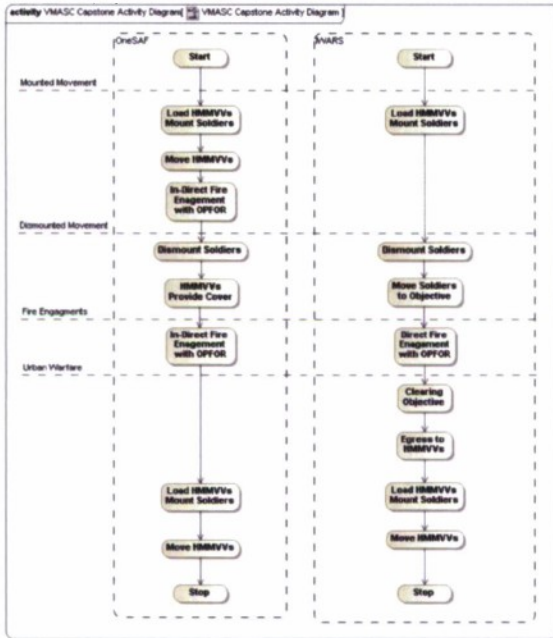 activity VMASC Capstone Activity Diagram[ VMASC Capstone Activity Diagram ]
OneSAF
Start
Mounted Movement
Load HMMVVs
Mount Soldiers
Move HMMVVs
In-Direct Fire
Enagement
with OPFOR
Dismounted Movement
Dismount Soldiers
HMMVVs
Provide Cover
Fire Engagments
In-Direct Fire
Enagement
with OPFOR
Urban Warfare
Load HMMVVs
Mount Soldiers
Move HMMVVs
Stop
IWARS
Start
Load HMMVVs
Mount Soldiers
Dismount Soldiers
Move Soldiers
to Objective
Direct Fire
Enagement
with OPFOR
Clearing
Objective
Egress to
HMMVVs
Load HMMVVs
Mount Soldiers
Move HMMVVs
Stop